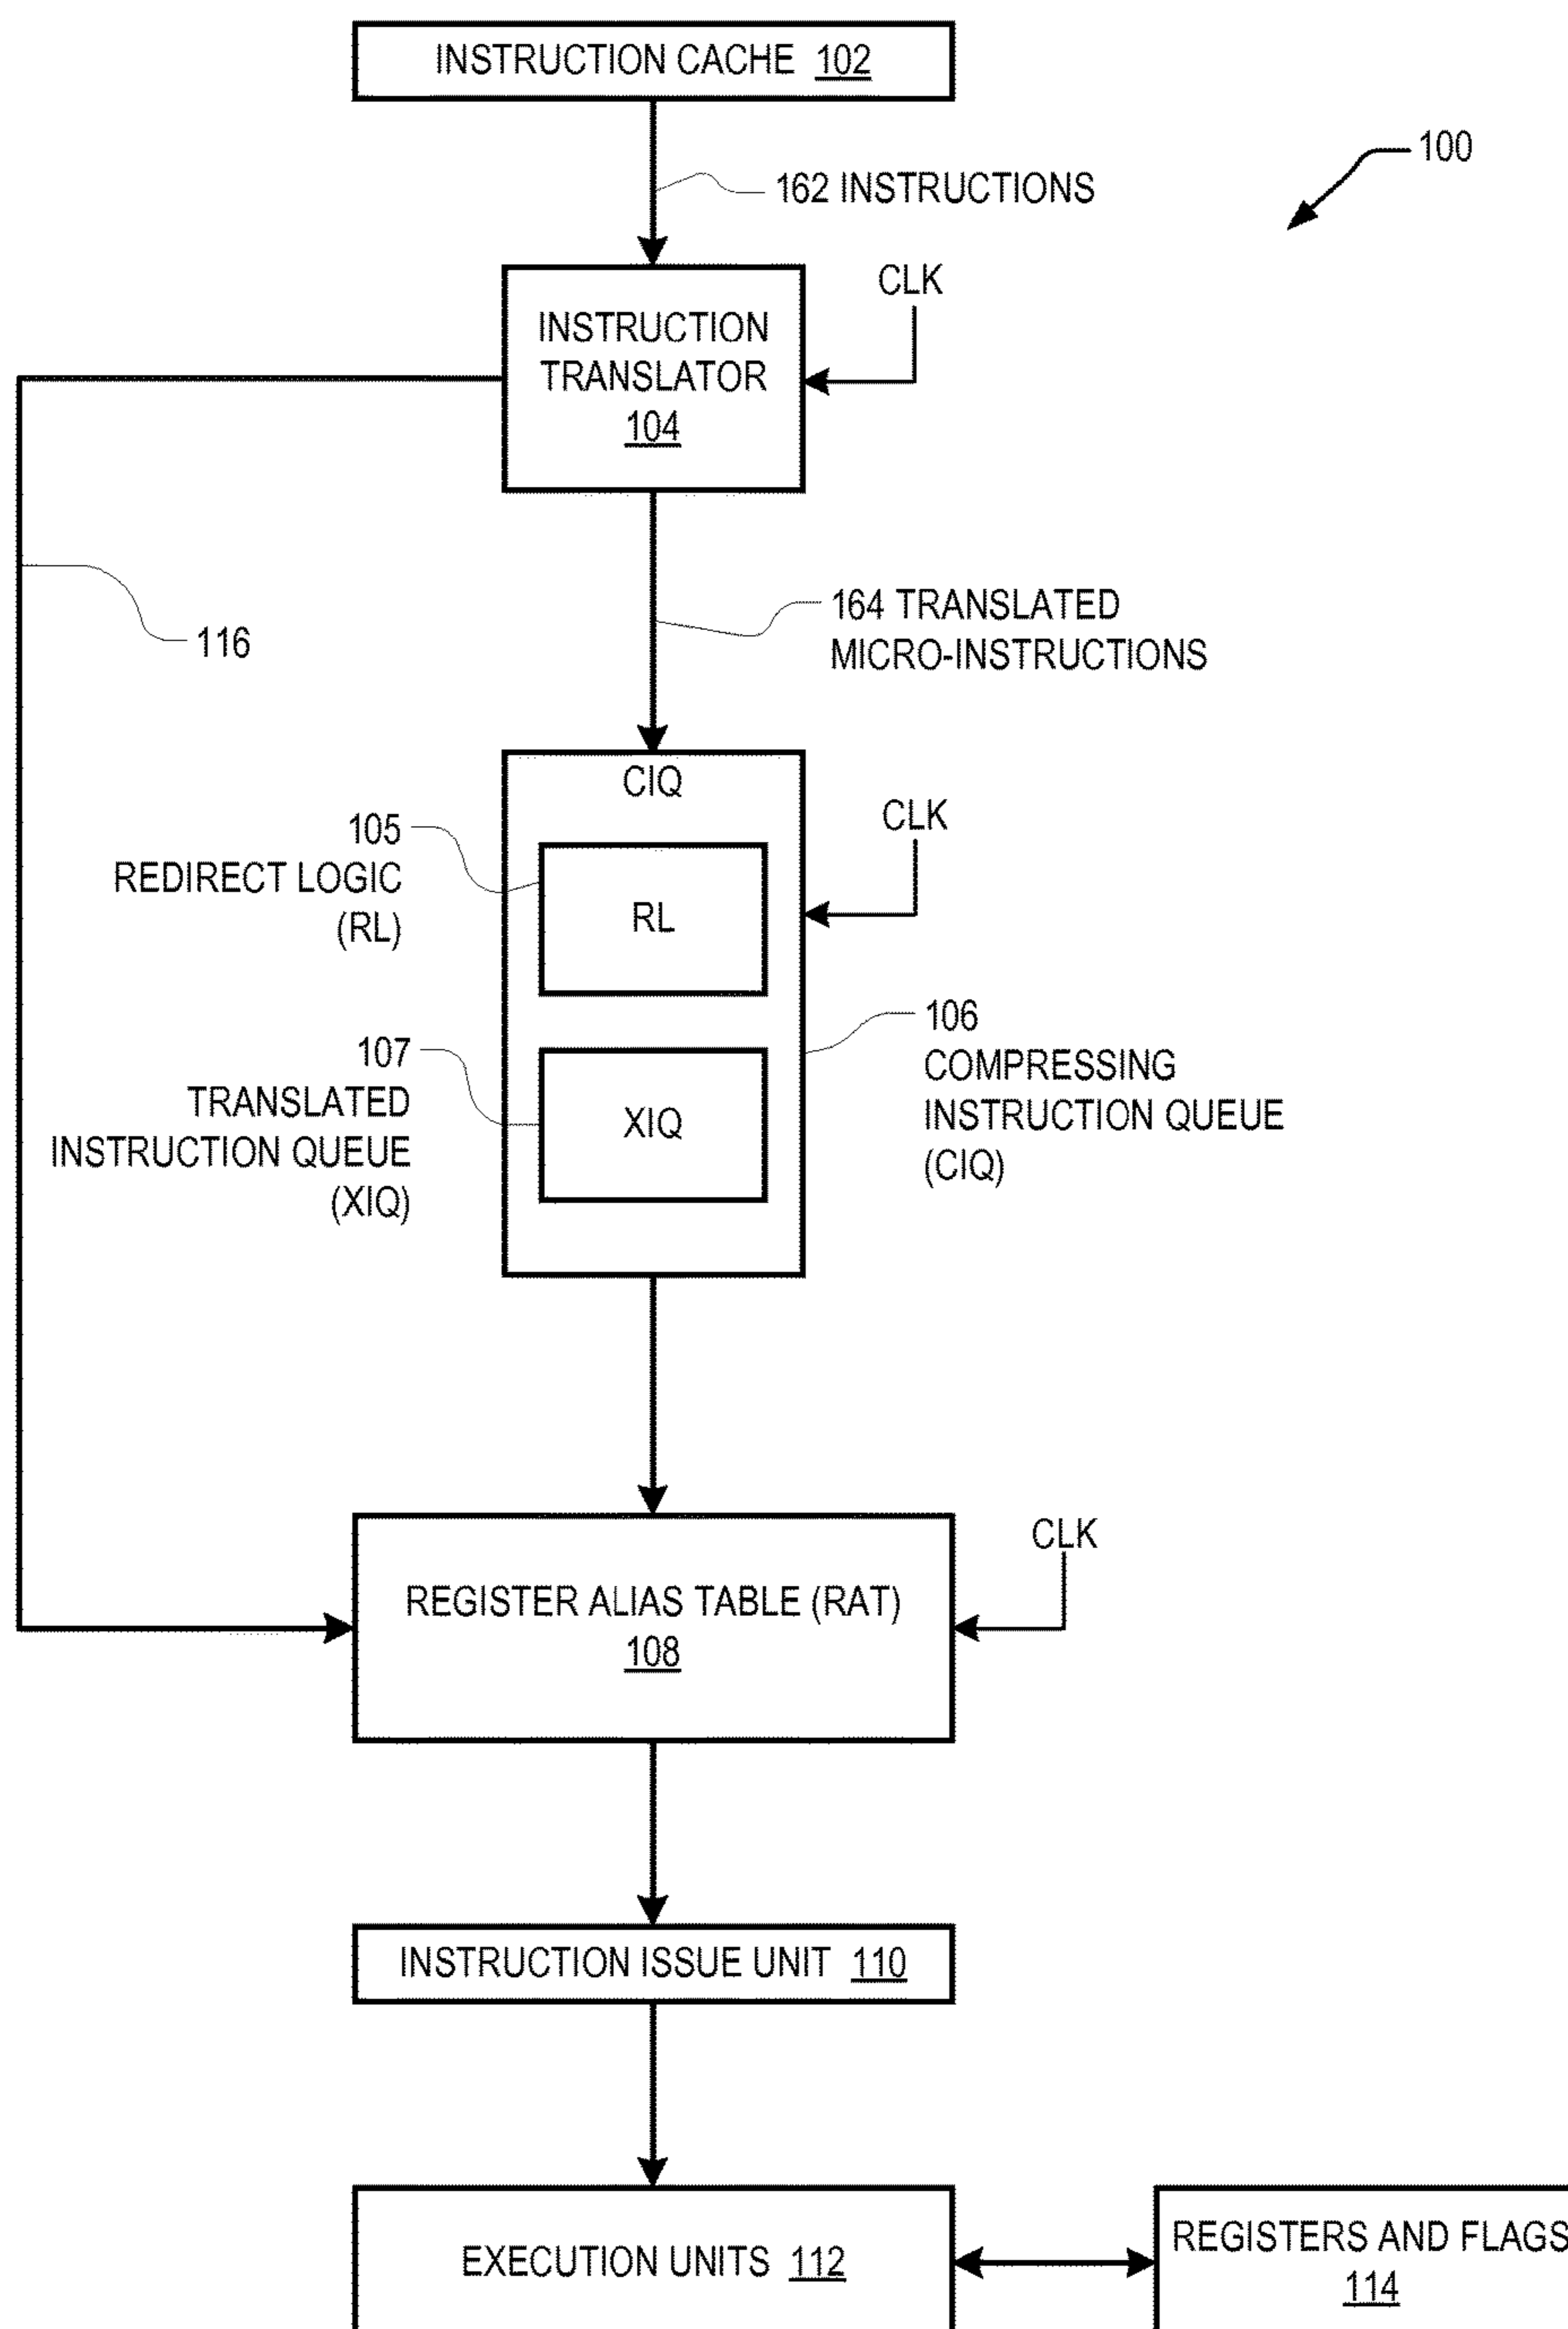 INSTRUCTION CACHE 102
100
162 INSTRUCTIONS
CLK
INSTRUCTION
TRANSLATOR
104
116
164 TRANSLATED
MICRO-INSTRUCTIONS
CIQ
CLK
105
REDIRECT LOGIC
(RL)
RL
106
COMPRESSING
INSTRUCTION QUEUE
(CIQ)
107
TRANSLATED
INSTRUCTION QUEUE
(XIQ)
XIQ
CLK
REGISTER ALIAS TABLE (RAT)
108
INSTRUCTION ISSUE UNIT 110
EXECUTION UNITS 112
REGISTERS AND FLAGS
114